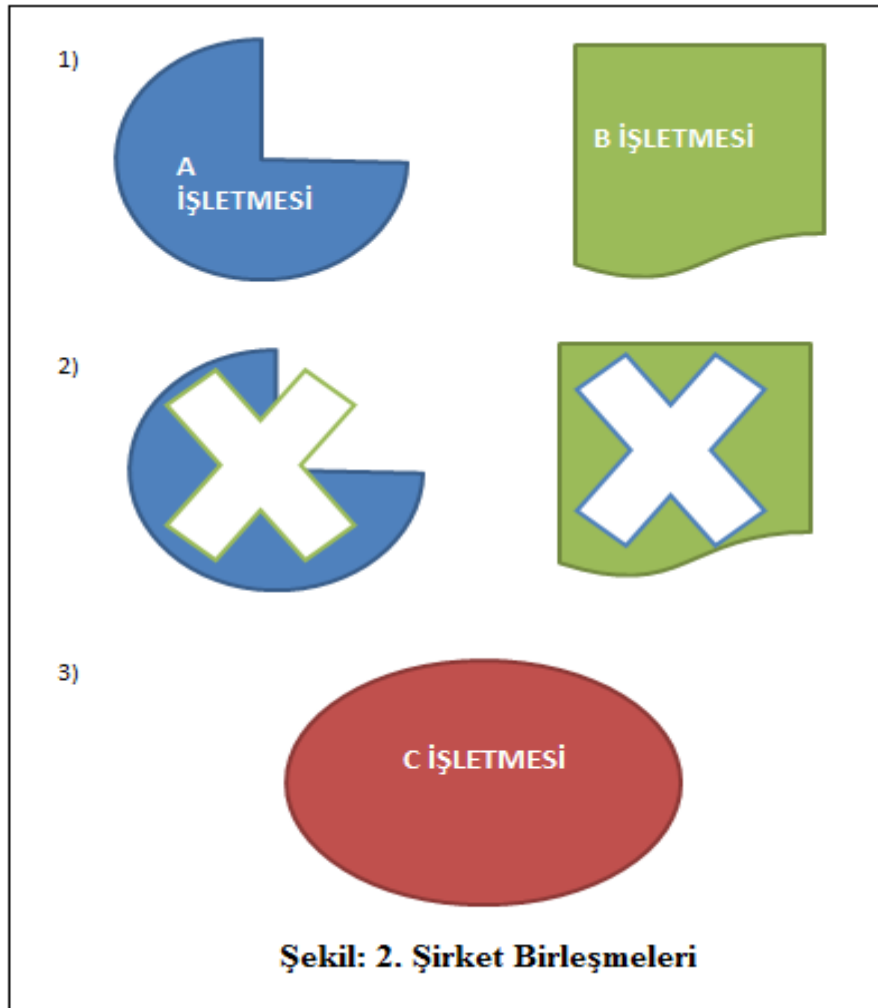 1)
A
İŞLETMESİ
B İŞLETMESİ
2)
3)
C İŞLETMESİ
Şekil: 2. Şirket Birleşmeleri